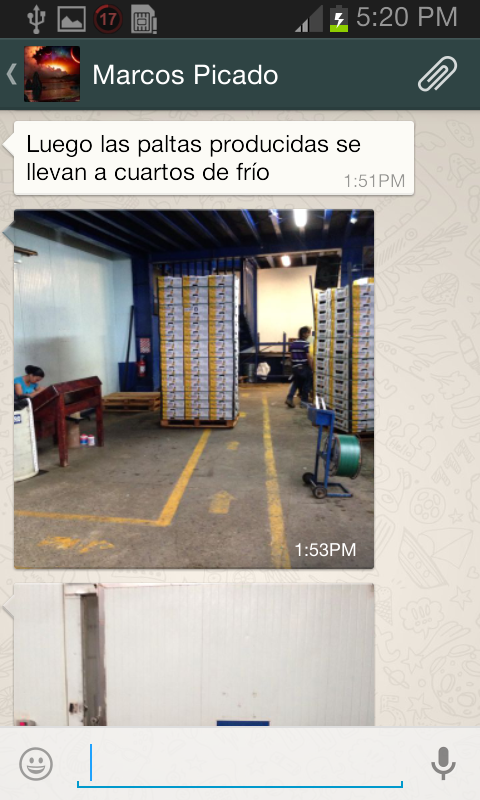 17
5:20 PM
Marcos Picado
Luego las paltas producidas se
llevan a cuartos de frío
1:51PM
1:53PM